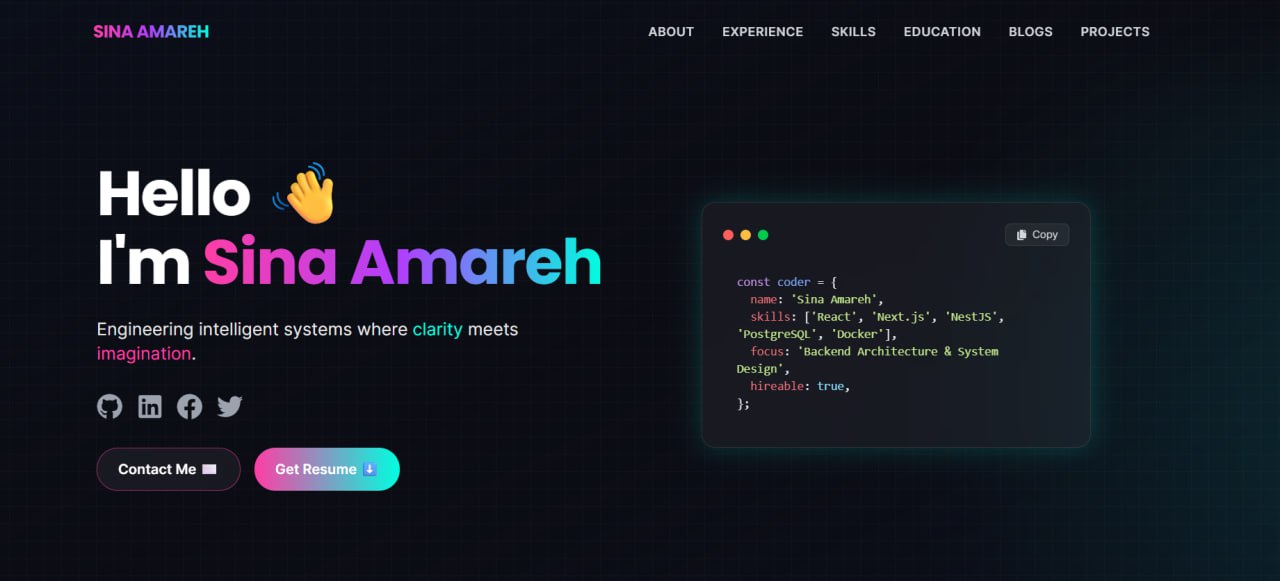 SINA AMAREH
ABOUT EXPERIENCE SKILLS EDUCATION BLOGS PROJECTS
Hello 👋
I'm Sina Amareh
Engineering intelligent systems where clarity meets
imagination.
Contact Me
Get Resume ⬇️
Copy
const coder = {
  name: 'Sina Amareh',
  skills: ['React', 'Next.js', 'NestJS',
'PostgreSQL', 'Docker'],
  focus: 'Backend Architecture & System
Design',
  hireable: true,
};